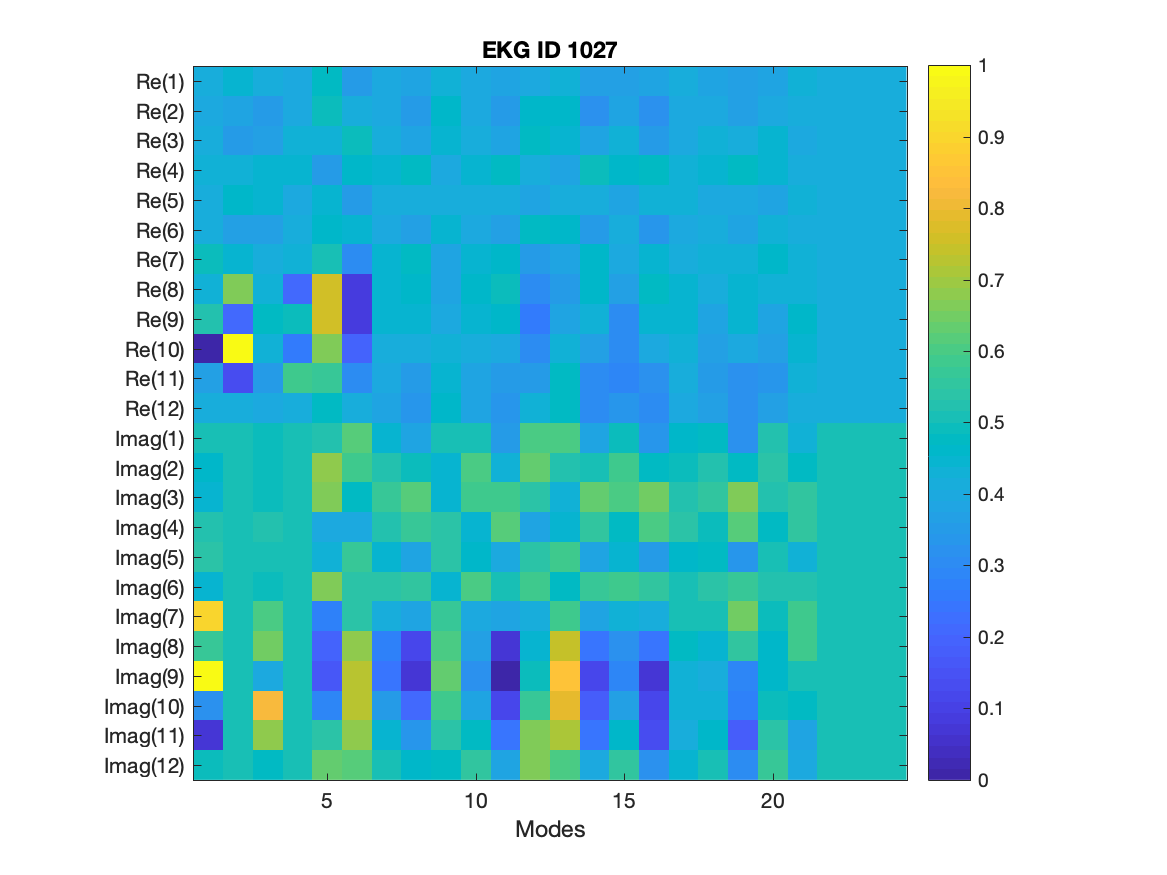 EKG ID 1027
Re(1)
Re(2)
Re(3)
Re(4)
Re(5)
Re(6)
Re(7)
Re(8)
Re(9)
Re(10)
Re(11)
Re(12)
Imag(1)
Imag(2)
Imag(3)
Imag(4)
Imag(5)
Imag(6)
Imag(7)
Imag(8)
Imag(9)
Imag(10)
Imag(11)
Imag(12)
5 10 15 20
Modes
1
0.9
0.8
0.7
0.6
0.5
0.4
0.3
0.2
0.1
0